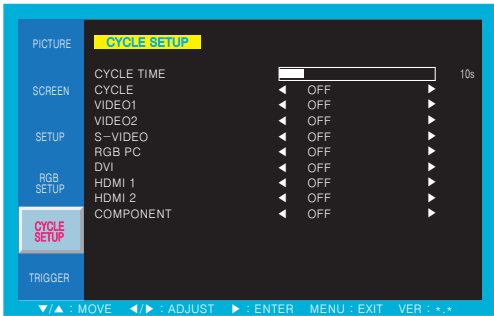 PICTURE
SCREEN
SETUP
RGB
SETUP
CYCLE
SETUP
TRIGGER
CYCLE SETUP
CYCLE TIME 10s
CYCLE ◀ OFF ▶
VIDEO1 ◀ OFF ▶
VIDEO2 ◀ OFF ▶
S-VIDEO ◀ OFF ▶
RGB PC ◀ OFF ▶
DVI ◀ OFF ▶
HDMI 1 ◀ OFF ▶
HDMI 2 ◀ OFF ▶
COMPONENT ◀ OFF ▶
▼/▲ : MOVE ◀/▶ : ADJUST ▶ : ENTER MENU : EXIT VER : *.*